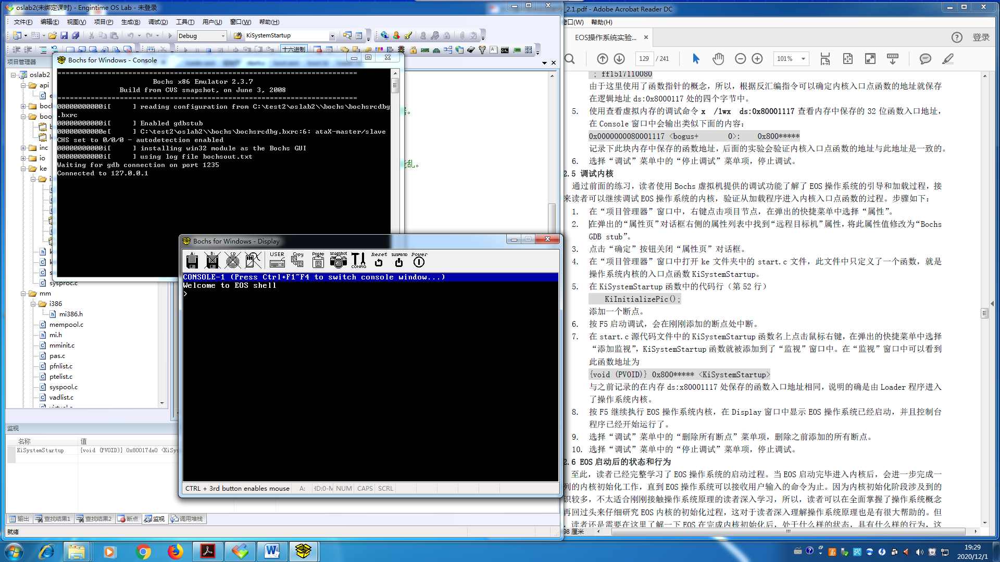 oslab2(未绑定课时) - Engintime OS Lab - 未登录
文件(F) 编辑(E) 视图(V) 项目(P) 生成(B) 调试(D) 工具(T) 用户(U) 窗口(W) 帮助(H)
Debug KiSystemStartup
十六进制
项目管理器
oslab2
api
boo
inc
io
ke
sysproc.c
mm
i386
mi386.h
mempool.c
mi.h
mminit.c
pas.c
pfnlist.c
ptelist.c
syspool.c
vadlist.c
Bochs for Windows - Console
Bochs x86 Emulator 2.3.7
Build from CVS snapshot, on June 3, 2008
00000000000i[ ] reading configuration from C:\test2\oslab2\\bochs\bochsrcdbg
.bxrc
00000000000i[ ] Enabled gdbstub
00000000000e[ ] C:\test2\oslab2\\bochs\bochsrcdbg.bxrc:6: ataX-master/slave
CHS set to 0/0/0 - autodetection enabled
00000000000i[ ] installing win32 module as the Bochs GUI
00000000000i[ ] using log file bochsout.txt
Waiting for gdb connection on port 1235
Connected to 127.0.0.1
乱。
Bochs for Windows - Display
A: B: CD USER Copy Paste snapshot CONFIG Reset SUSPEND Power
CONSOLE-1 (Press Ctrl+F1~F4 to switch console window...)
Welcome to EOS shell
>
CTRL + 3rd button enables mouse A: HD:0-M NUM CAPS SCRL
监视
名称 值
KiSystemStartup {void (PVOID)} 0x80017de0 <KiSy
输出 查找结果1 查找结果2 断点 监视 调用堆栈
就绪
_2.1.pdf - Adobe Acrobat Reader DC
窗口(W) 帮助(H)
EOS操作系统实验... × 登录
129 / 241 101%
; ff1517110080
由于这里使用了函数指针的概念，所以，根据反汇编指令可以确定内核入口点函数的地址就保存
在逻辑地址 ds:0x8000117 处的四个字节中。
5. 使用查看虚拟内存的调试命令 x /1wx ds:0x80001117 查看内存中保存的 32 位函数入口地址，
在 Console 窗口中会输出类似下面的内容：
0x0000000080001117 <bogus+ 0>: 0x800*****
记录下此块内存中保存的函数地址，后面的实验会验证内核入口点函数的地址与此地址是一致的。
6. 选择“调试”菜单中的“停止调试”菜单项，停止调试。
2.5 调试内核
通过前面的练习，读者使用 Bochs 虚拟机提供的调试功能了解了 EOS 操作系统的引导和加载过程，接
来读者可以继续调试 EOS 操作系统的内核，验证从加载程序进入内核入口点函数的过程。步骤如下：
1. 在“项目管理器”窗口中，右键点击项目节点，在弹出的快捷菜单中选择“属性”。
2. 在弹出的“属性页”对话框右侧的属性列表中找到“远程目标机”属性，将此属性值修改为“Bochs
GDB stub”。
3. 点击“确定”按钮关闭“属性页”对话框。
4. 在“项目管理器”窗口中打开 ke 文件夹中的 start.c 文件，此文件中只定义了一个函数，就是
操作系统内核的入口点函数 KiSystemStartup。
5. 在 KiSystemStartup 函数中的代码行（第 52 行）
KiInitializePic();
添加一个断点。
6. 按 F5 启动调试，会在刚刚添加的断点处中断。
7. 在 start.c 源代码文件中的 KiSystemStartup 函数名上点击鼠标右键，在弹出的快捷菜单中选择
“添加监视”，KiSystemStartup 函数就被添加到了“监视”窗口中。在“监视”窗口中可以看到
此函数地址为
{void (PVOID)} 0x800***** <KiSystemStartup>
与之前记录的在内存 ds:x80001117 处保存的函数入口地址相同，说明的确是由 Loader 程序进入
了操作系统内核。
8. 按 F5 继续执行 EOS 操作系统内核，在 Display 窗口中显示 EOS 操作系统已经启动，并且控制台
程序已经开始运行了。
9. 选择“调试”菜单中的“删除所有断点”菜单项，删除之前添加的所有断点。
10. 选择“调试”菜单中的“停止调试”菜单项，停止调试。
2.6 EOS 启动后的状态和行为
至此，读者已经完整学习了 EOS 操作系统的启动过程。当 EOS 启动完毕进入内核后，会进一步完成一
列的内核初始化工作，直到 EOS 操作系统可以接收用户输入的命令为止。因为内核初始化阶段涉及到的
识较多，不太适合刚刚接触操作系统原理的读者深入学习，所以，读者可以在全面掌握了操作系统概念
再回过头来仔细研究 EOS 内核的初始化过程，这对于读者深入理解操作系统原理也是有很大帮助的。但
，读者还是需要在这里了解一下 EOS 在完成内核初始化后，处于什么样的状态，具有什么样的行为，这
98 厘米
19:29
2020/12/1